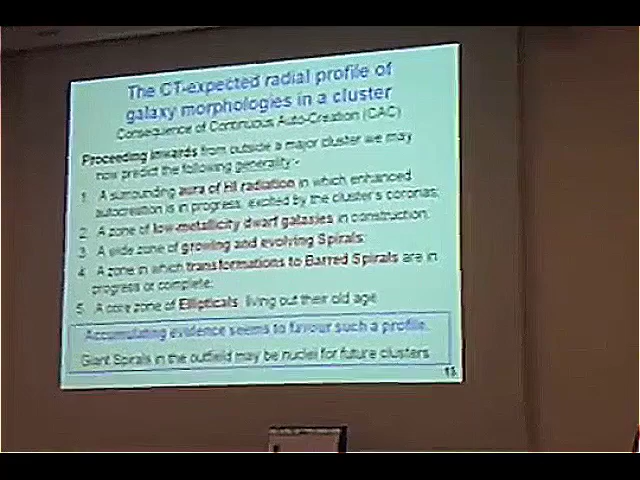 The CT-expected radial profile of
galaxy morphologies in a cluster
Consequence of Continuous Auto-Creation (CAC)
Proceeding inwards from outside a major cluster we may
now predict the following generality:-
1. A surrounding aura of HI radiation in which enhanced
autocreation is in progress, excited by the cluster's coronas;
2. A zone of low-metallicity dwarf galaxies in construction;
3. A wide zone of growing and evolving Spirals;
4. A zone in which transformations to Barred Spirals are in
progress or complete;
5. A core zone of Ellipticals, living out their old age.
Accumulating evidence seems to favour such a profile.
Giant Spirals in the outfield may be nuclei for future clusters